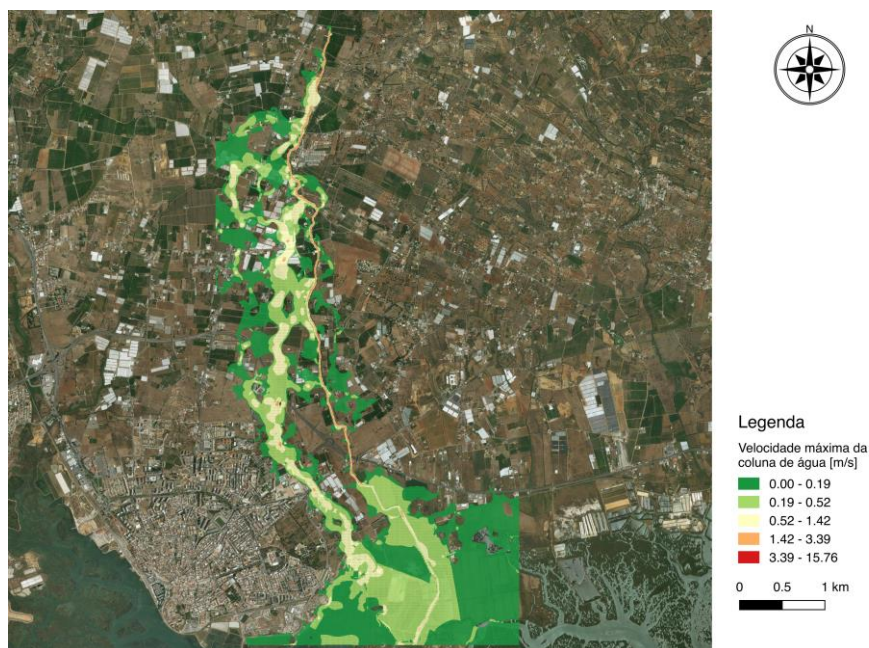 N
Legenda
Velocidade máxima da
coluna de água [m/s]
0.00 - 0.19
0.19 - 0.52
0.52 - 1.42
1.42 - 3.39
3.39 - 15.76
0 0.5 1 km